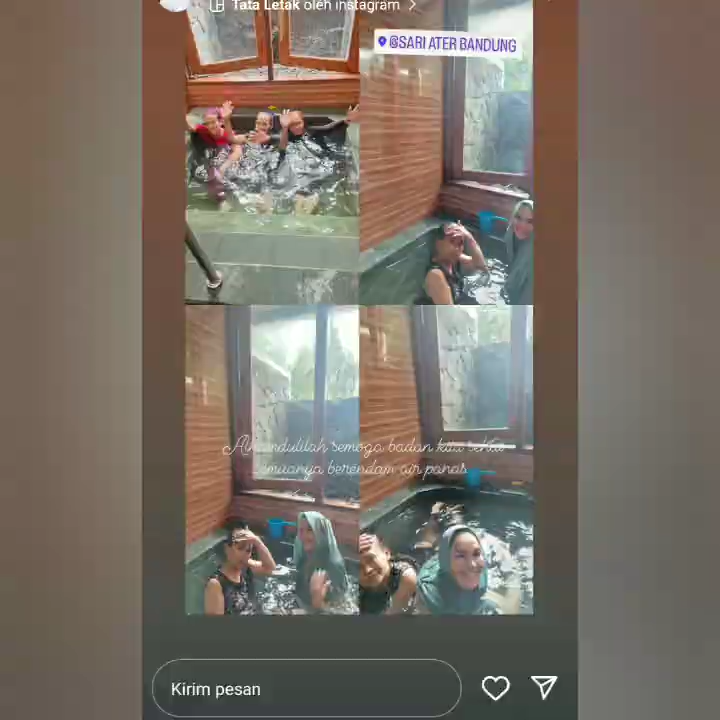 Tata Letak oleh instagram
@SARI ATER BANDUNG
Alhamdulilah semoga badan kita sehat
semuanya berendam air panas
Kirim pesan